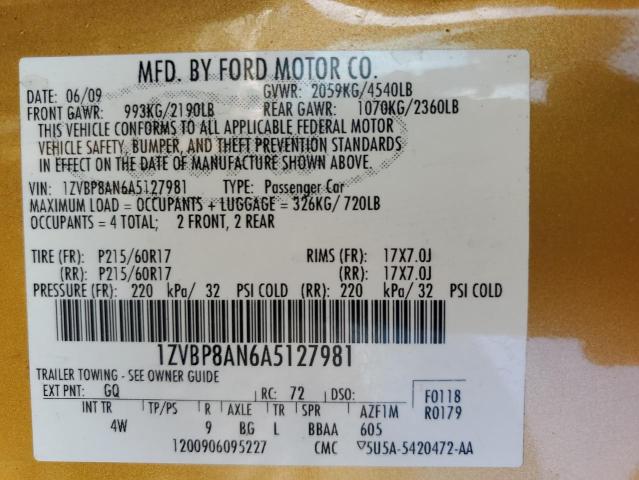 MFD. BY FORD MOTOR CO.
DATE: 06/09 GVWR: 2059KG/4540LB
FRONT GAWR: 993KG/2190LB REAR GAWR: 1070KG/2360LB
THIS VEHICLE CONFORMS TO ALL APPLICABLE FEDERAL MOTOR
VEHICLE SAFETY, BUMPER, AND THEFT PREVENTION STANDARDS
IN EFFECT ON THE DATE OF MANUFACTURE SHOWN ABOVE.
VIN: 1ZVBP8AN6A5127981 TYPE: Passenger Car
MAXIMUM LOAD = OCCUPANTS + LUGGAGE = 326KG/720LB
OCCUPANTS = 4 TOTAL; 2 FRONT, 2 REAR
TIRE (FR): P215/60R17 RIMS (FR): 17X7.0J
(RR): P215/60R17 (RR): 17X7.0J
PRESSURE (FR): 220 kPa/ 32 PSI COLD (RR): 220 kPa/ 32 PSI COLD
1ZVBP8AN6A5127981
TRAILER TOWING - SEE OWNER GUIDE
EXT PNT: GQ RC: 72 DSO: F0118
INT TR TP/PS R AXLE TR SPR AZF1M R0179
4W 9 BG L BBAA 605
1200906095227 CMC 5U5A-5420472-AA